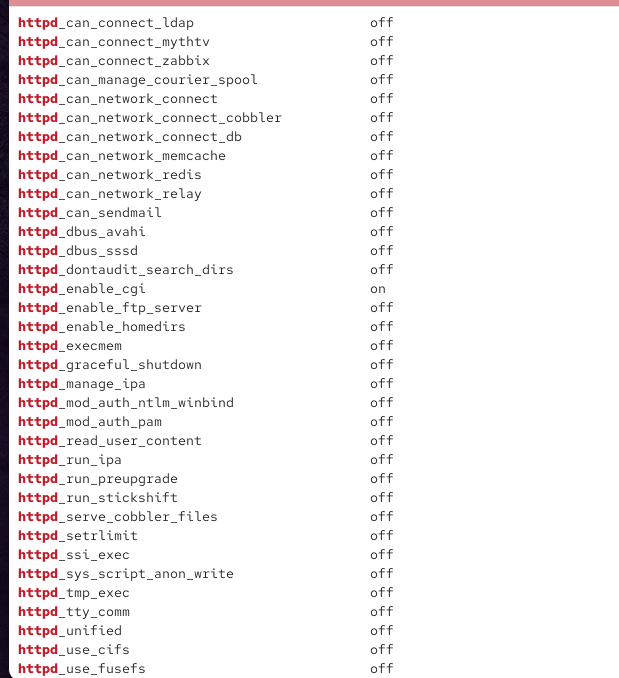 httpd_can_connect_ldap off
httpd_can_connect_mythtv off
httpd_can_connect_zabbix off
httpd_can_manage_courier_spool off
httpd_can_network_connect off
httpd_can_network_connect_cobbler off
httpd_can_network_connect_db off
httpd_can_network_memcache off
httpd_can_network_redis off
httpd_can_network_relay off
httpd_can_sendmail off
httpd_dbus_avahi off
httpd_dbus_sssd off
httpd_dontaudit_search_dirs off
httpd_enable_cgi on
httpd_enable_ftp_server off
httpd_enable_homedirs off
httpd_execmem off
httpd_graceful_shutdown off
httpd_manage_ipa off
httpd_mod_auth_ntlm_winbind off
httpd_mod_auth_pam off
httpd_read_user_content off
httpd_run_ipa off
httpd_run_preupgrade off
httpd_run_stickshift off
httpd_serve_cobbler_files off
httpd_setrlimit off
httpd_ssi_exec off
httpd_sys_script_anon_write off
httpd_tmp_exec off
httpd_tty_comm off
httpd_unified off
httpd_use_cifs off
httpd_use_fusefs off